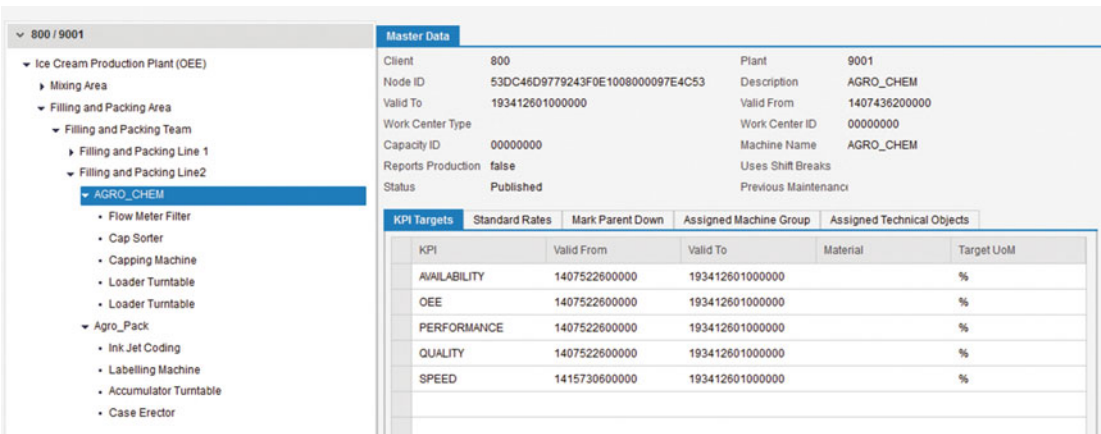 800 / 9001
Ice Cream Production Plant (OEE)
Mixing Area
Filling and Packing Area
Filling and Packing Team
Filling and Packing Line 1
Filling and Packing Line2
AGRO_CHEM
Flow Meter Filter
Cap Sorter
Capping Machine
Loader Turntable
Loader Turntable
Agro_Pack
Ink Jet Coding
Labelling Machine
Accumulator Turntable
Case Erector
Master Data
Client 800 Plant 9001
Node ID 53DC46D9779243F0E1008000097E4C53 Description AGRO_CHEM
Valid To 193412601000000 Valid From 1407436200000
Work Center Type Work Center ID 00000000
Capacity ID 00000000 Machine Name AGRO_CHEM
Reports Production false Uses Shift Breaks
Status Published Previous Maintenance
KPI Targets Standard Rates Mark Parent Down Assigned Machine Group Assigned Technical Objects
KPI Valid From Valid To Material Target UoM
AVAILABILITY 1407522600000 193412601000000 %
OEE 1407522600000 193412601000000 %
PERFORMANCE 1407522600000 193412601000000 %
QUALITY 1407522600000 193412601000000 %
SPEED 1415730600000 193412601000000 %